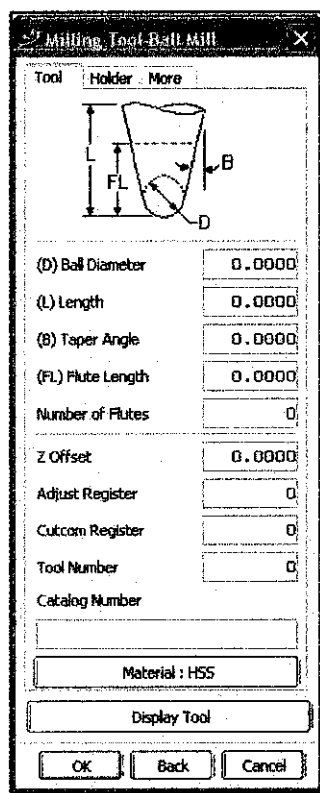 Milling Tool-Ball Mill
Tool Holder More
L
FL
B
D
(D) Ball Diameter 0.0000
(L) Length 0.0000
(B) Taper Angle 0.0000
(FL) Flute Length 0.0000
Number of Flutes 0
Z Offset 0.0000
Adjust Register 0
Cutcom Register 0
Tool Number 0
Catalog Number
Material : HSS
Display Tool
OK Back Cancel